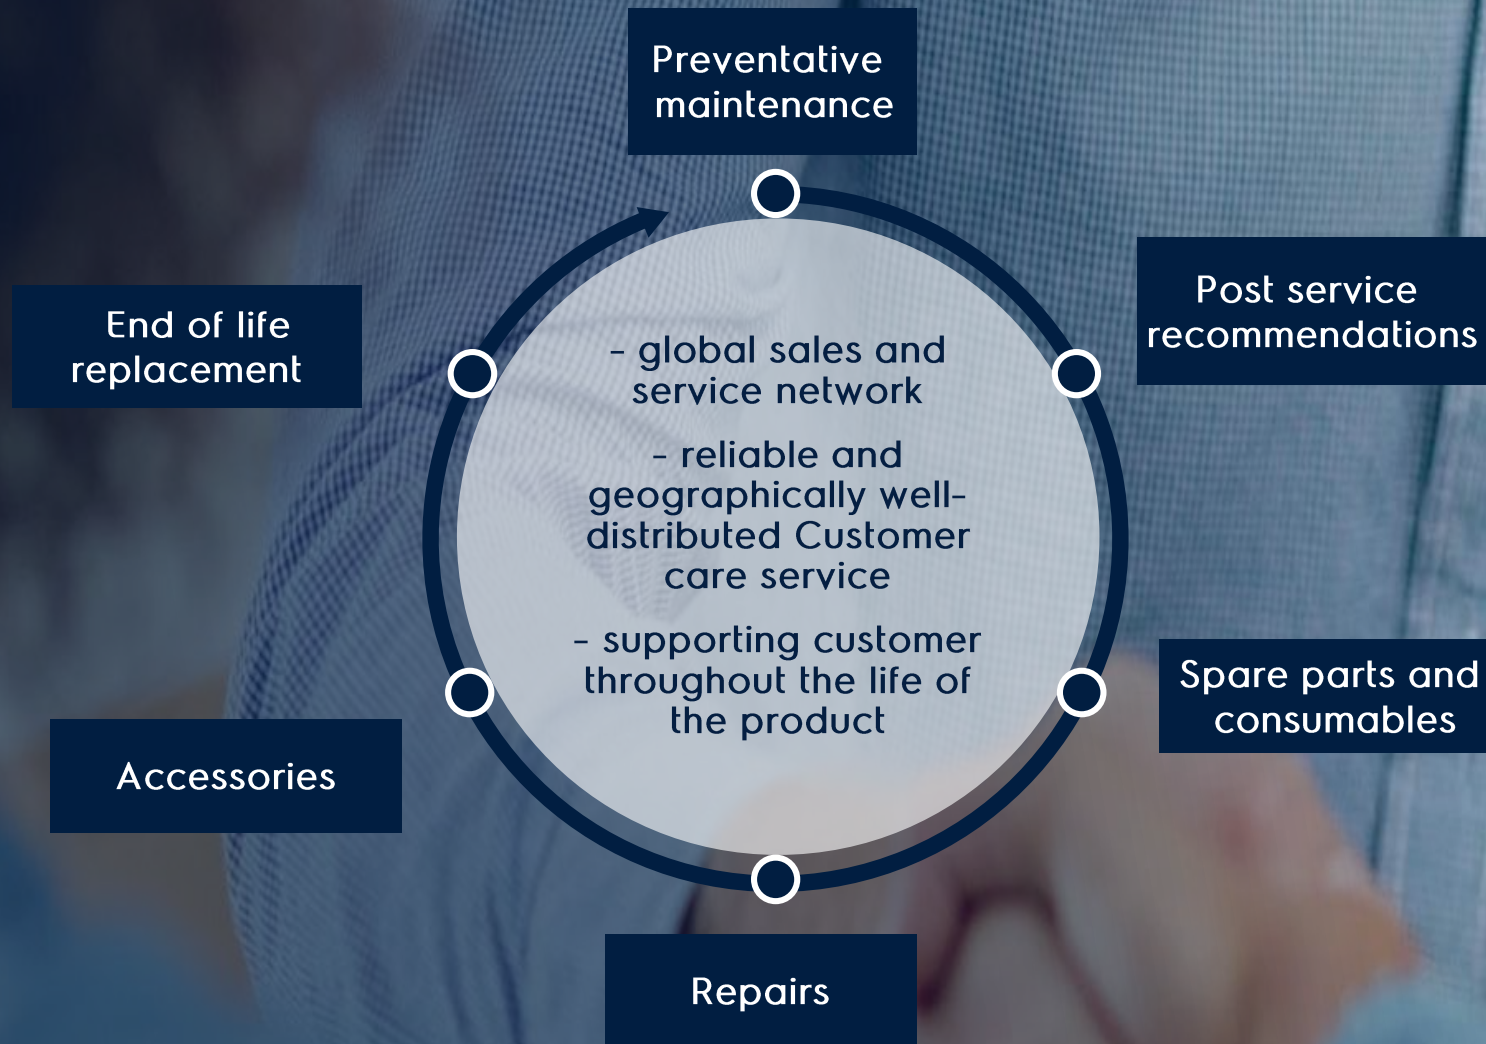 Preventative
maintenance
Post service
recommendations
Spare parts and
consumables
Repairs
Accessories
End of life
replacement
- global sales and
service network
- reliable and
geographically well-
distributed Customer
care service
- supporting customer
throughout the life of
the product